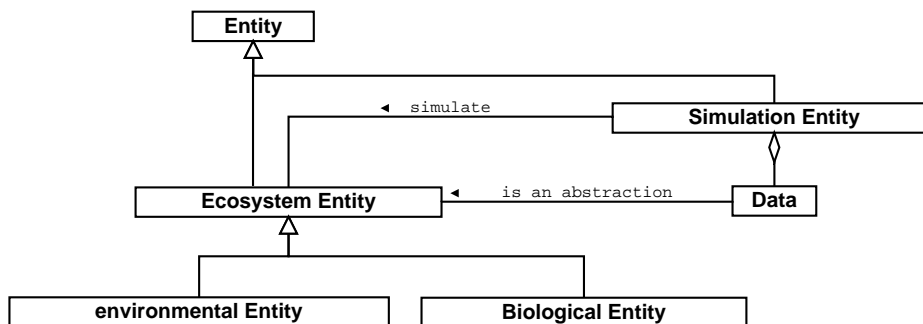 Entity
simulate
Simulation Entity
Ecosystem Entity
is an abstraction
Data
environmental Entity
Biological Entity